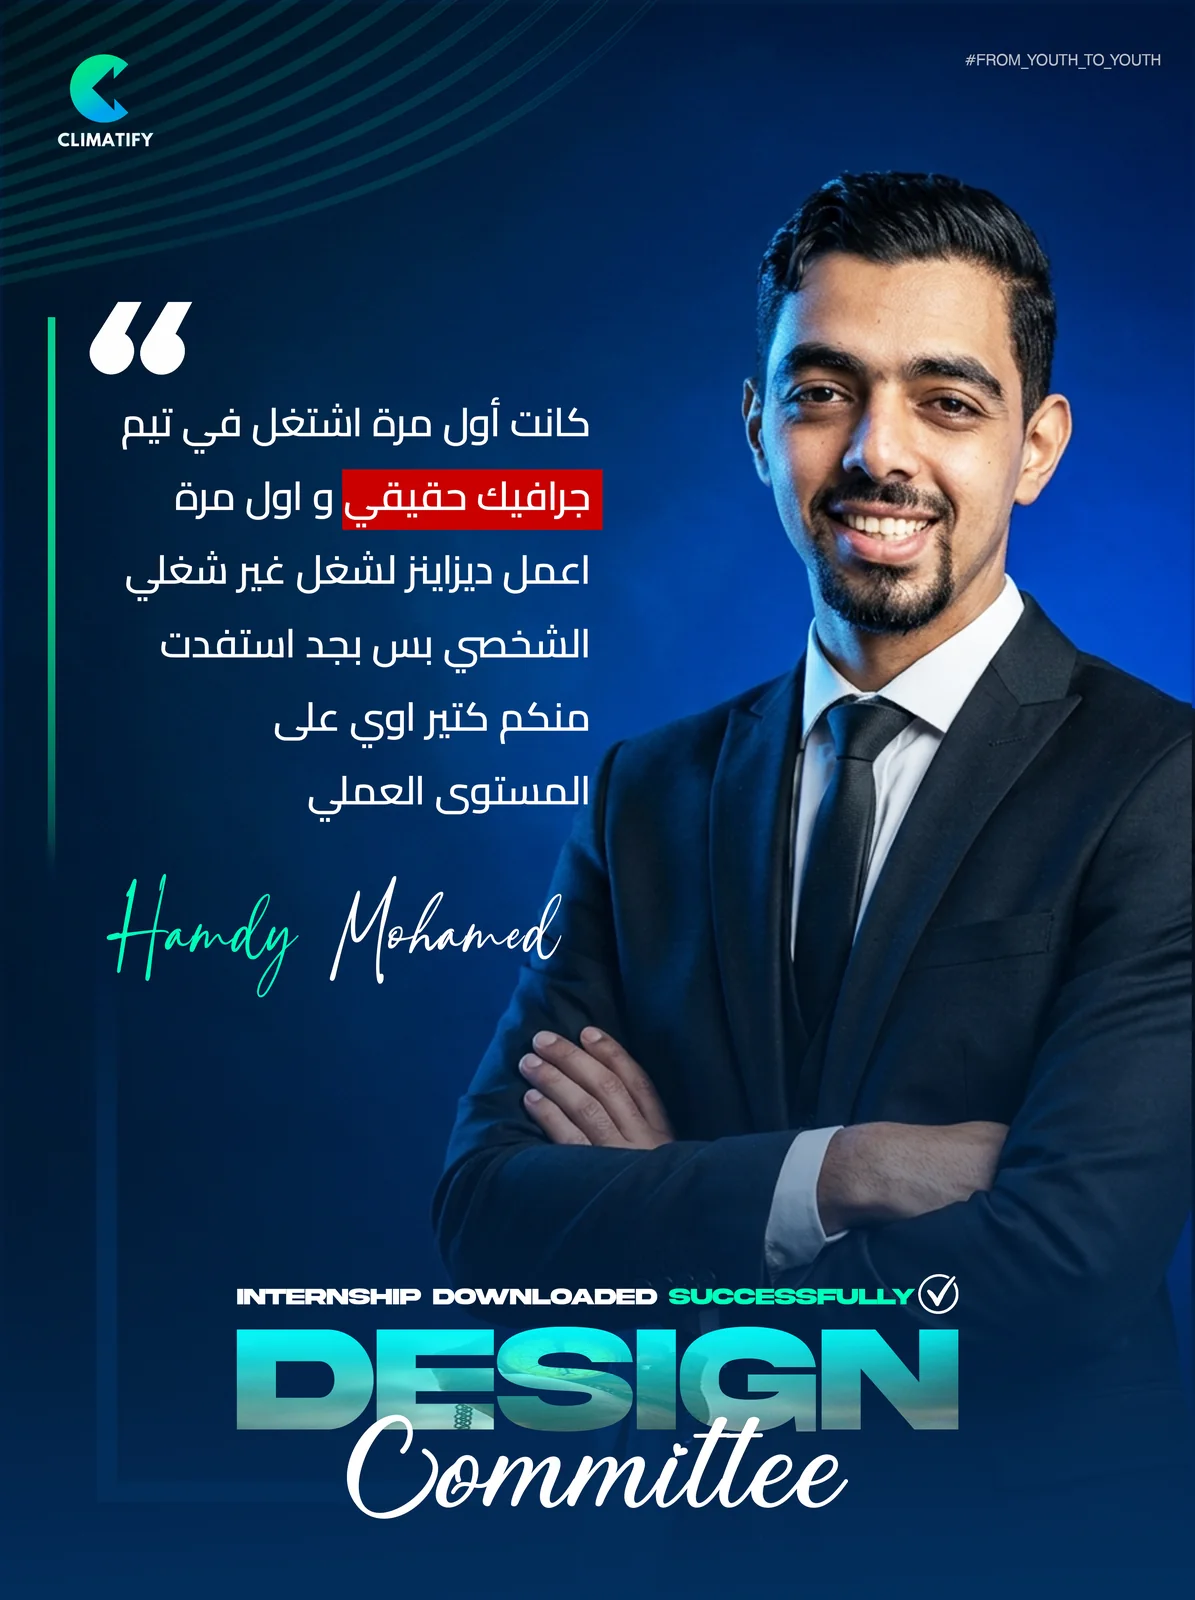 CLIMATIFY
#FROM_YOUTH_TO_YOUTH
“
كانت أول مرة اشتغل في تيم
جرافيك حقيقي و اول مرة
اعمل ديزاينز لشغل غير شغلي
الشخصي بس بجد استفدت
منكم كتير اوي على
المستوى العملي
Hamdy Mohamed
INTERNSHIP DOWNLOADED SUCCESSFULLY
DESIGN
Committee